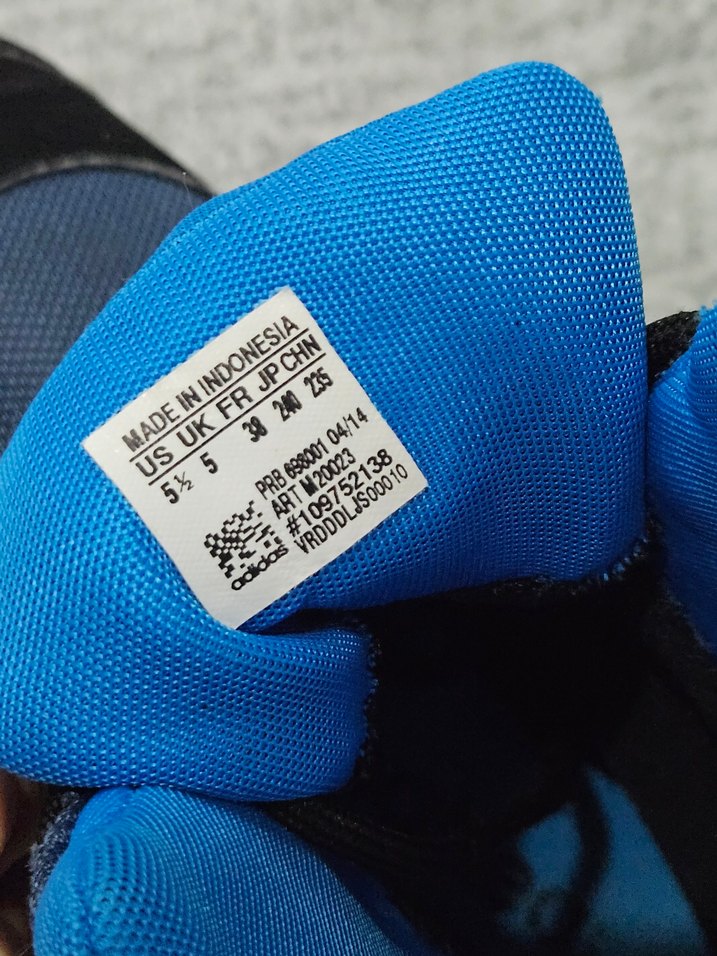 MADE IN INDONESIA
US UK FR JP CHN
5½ 5 38 240 235
PRB 698001 04/14
ART M20023
#109752138
VRDDDLJS00010
adidas